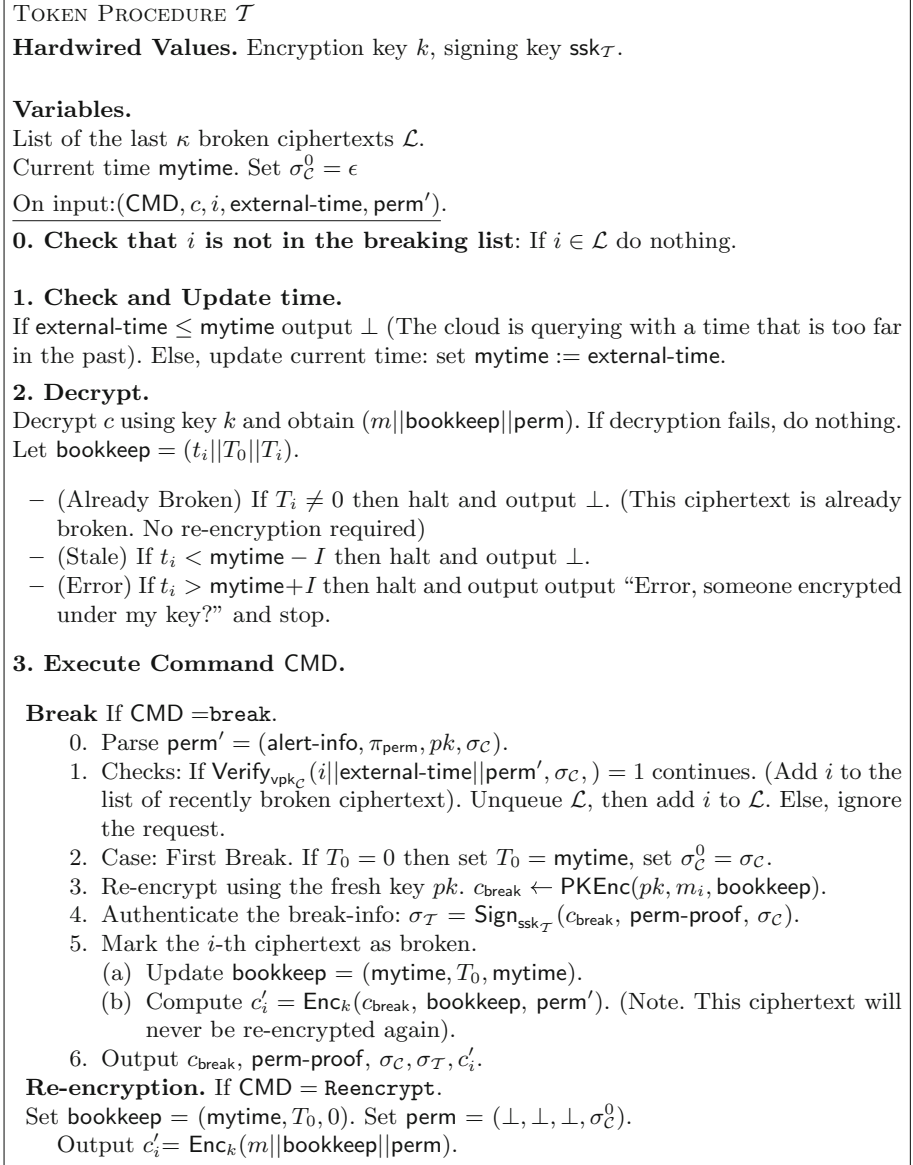 TOKEN PROCEDURE 𝒯
Hardwired Values. Encryption key k, signing key ssk_𝒯.
Variables.
List of the last κ broken ciphertexts ℒ.
Current time mytime. Set σ_𝒞^0 = ϵ
On input:(CMD, c, i, external-time, perm′).
0. Check that i is not in the breaking list: If i ∈ ℒ do nothing.
1. Check and Update time.
If external-time ≤ mytime output ⊥ (The cloud is querying with a time that is too far
in the past). Else, update current time: set mytime := external-time.
2. Decrypt.
Decrypt c using key k and obtain (m||bookkeep||perm). If decryption fails, do nothing.
Let bookkeep = (t_i||T_0||T_i).
– (Already Broken) If T_i ≠ 0 then halt and output ⊥. (This ciphertext is already
broken. No re-encryption required)
– (Stale) If t_i < mytime − I then halt and output ⊥.
– (Error) If t_i > mytime+I then halt and output output “Error, someone encrypted
under my key?” and stop.
3. Execute Command CMD.
Break If CMD =break.
0. Parse perm′ = (alert-info, π_perm, pk, σ_𝒞).
1. Checks: If Verify_vpk_𝒞(i||external-time||perm′, σ_𝒞, ) = 1 continues. (Add i to the
list of recently broken ciphertext). Unqueue ℒ, then add i to ℒ. Else, ignore
the request.
2. Case: First Break. If T_0 = 0 then set T_0 = mytime, set σ_𝒞^0 = σ_𝒞.
3. Re-encrypt using the fresh key pk. c_break ← PKEnc(pk, m_i, bookkeep).
4. Authenticate the break-info: σ_𝒯 = Sign_ssk_𝒯(c_break, perm-proof, σ_𝒞).
5. Mark the i-th ciphertext as broken.
(a) Update bookkeep = (mytime, T_0, mytime).
(b) Compute c′_i = Enc_k(c_break, bookkeep, perm′). (Note. This ciphertext will
never be re-encrypted again).
6. Output c_break, perm-proof, σ_𝒞, σ_𝒯, c′_i.
Re-encryption. If CMD = Reencrypt.
Set bookkeep = (mytime, T_0, 0). Set perm = (⊥, ⊥, ⊥, σ_𝒞^0).
Output c′_i= Enc_k(m||bookkeep||perm).